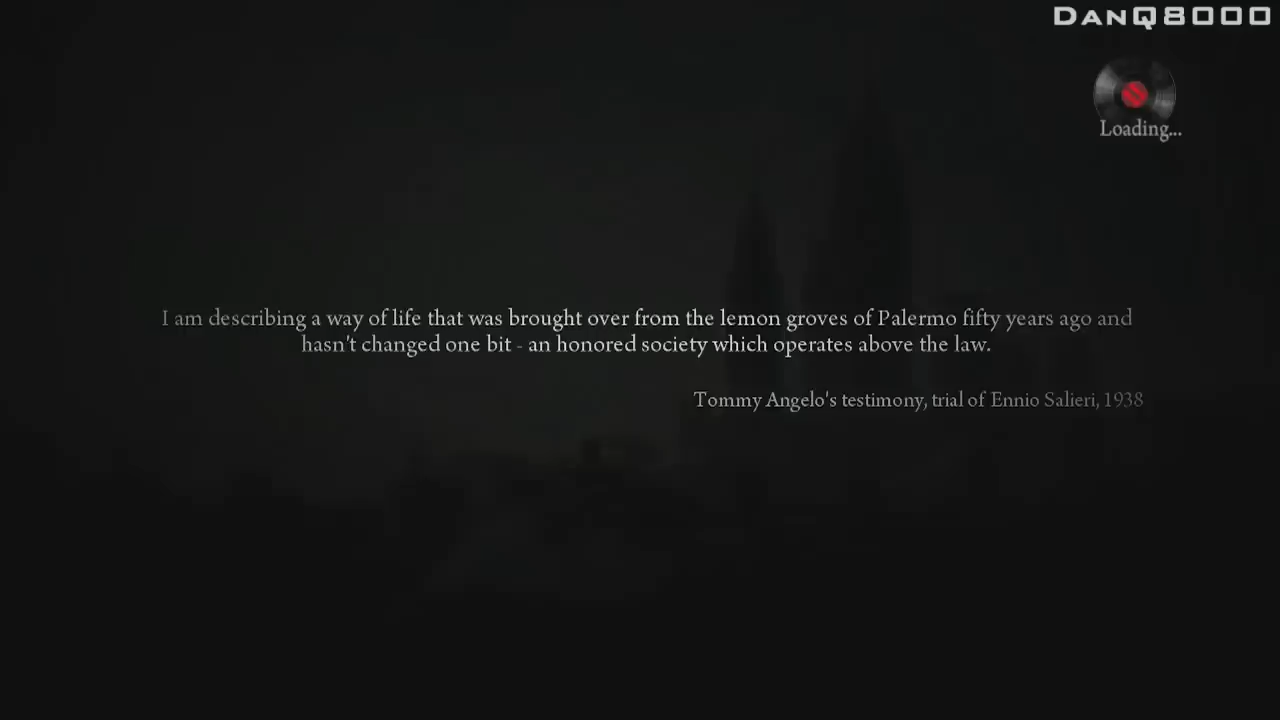 DanQ8000
Loading...
I am describing a way of life that was brought over from the lemon groves of Palermo fifty years ago and
hasn't changed one bit - an honored society which operates above the law.
Tommy Angelo's testimony, trial of Ennio Salieri, 1938